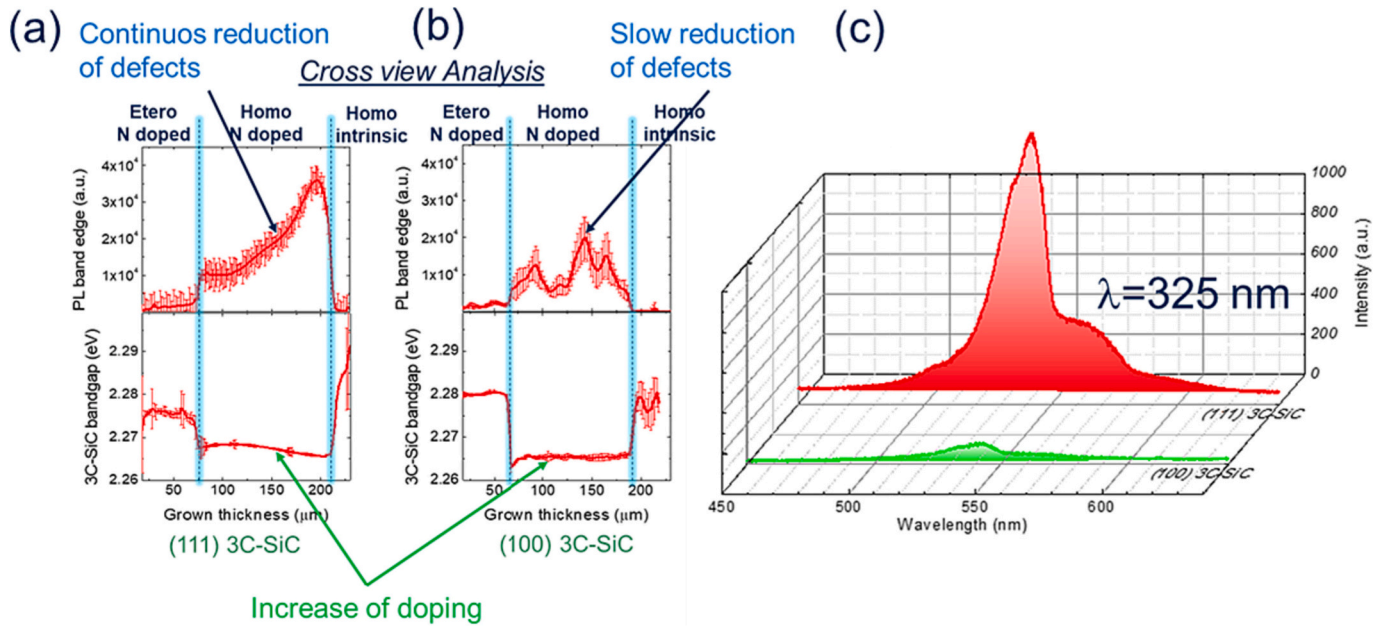 (a)
Continuos reduction
of defects
(b)
Cross view Analysis
Slow reduction
of defects
(c)
Etero
N doped
Homo
N doped
Homo
intrinsic
4x10⁴
3x10⁴
2x10⁴
1x10⁴
PL band edge (a.u.)
2.29
2.28
2.27
2.26
3C-SiC bandgap (eV)
50 100 150 200
Grown thickness (μm)
(111) 3C-SiC
Etero
N doped
Homo
N doped
Homo
intrinsic
4x10⁴
3x10⁴
2x10⁴
1x10⁴
PL band edge (a.u.)
2.29
2.28
2.27
2.26
3C-SiC bandgap (eV)
50 100 150 200
Grown thickness (μm)
(100) 3C-SiC
Increase of doping
λ=325 nm
1000
800
600
400
200
0
Intensity (a.u.)
(111) 3C-SiC
(100) 3C-SiC
450 500 550 600
Wavelength (nm)